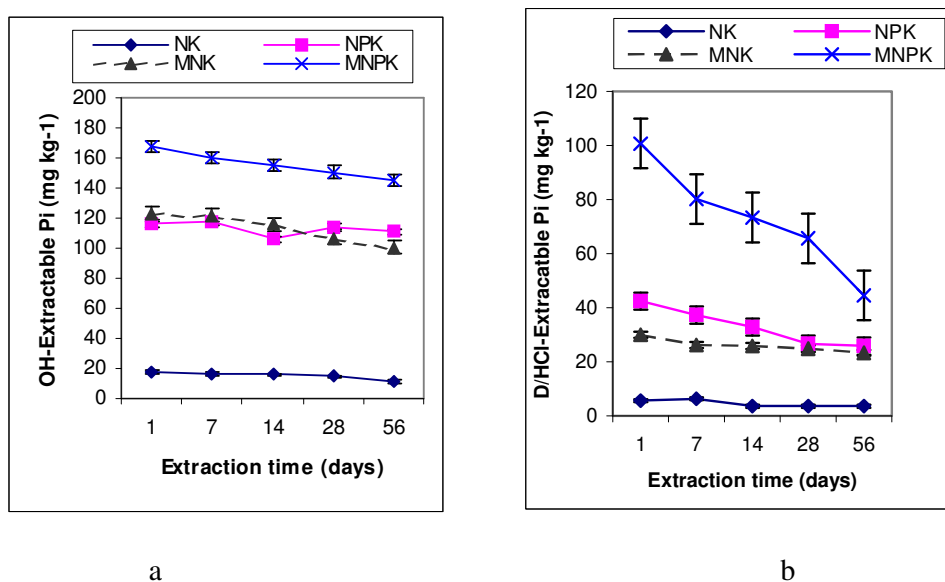 NK NPK
MNK MNPK
OH-Extractable Pi (mg kg-1)
200
180
160
140
120
100
80
60
40
20
0
1 7 14 28 56
Extraction time (days)
a
NK NPK
MNK MNPK
D/HCl-Extracatble Pi (mg kg-1)
120
100
80
60
40
20
0
1 7 14 28 56
Extraction time (days)
b